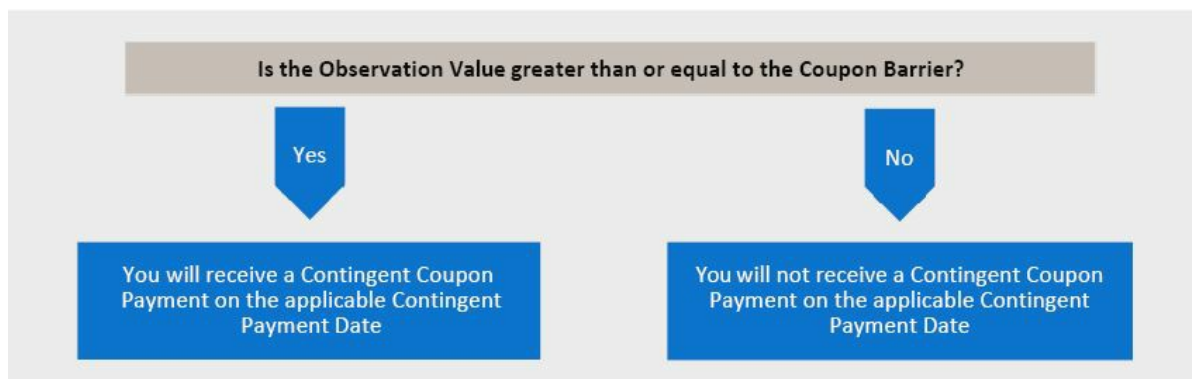 Is the Observation Value greater than or equal to the Coupon Barrier?
Yes
No
You will receive a Contingent Coupon
Payment on the applicable Contingent
Payment Date
You will not receive a Contingent Coupon
Payment on the applicable Contingent
Payment Date